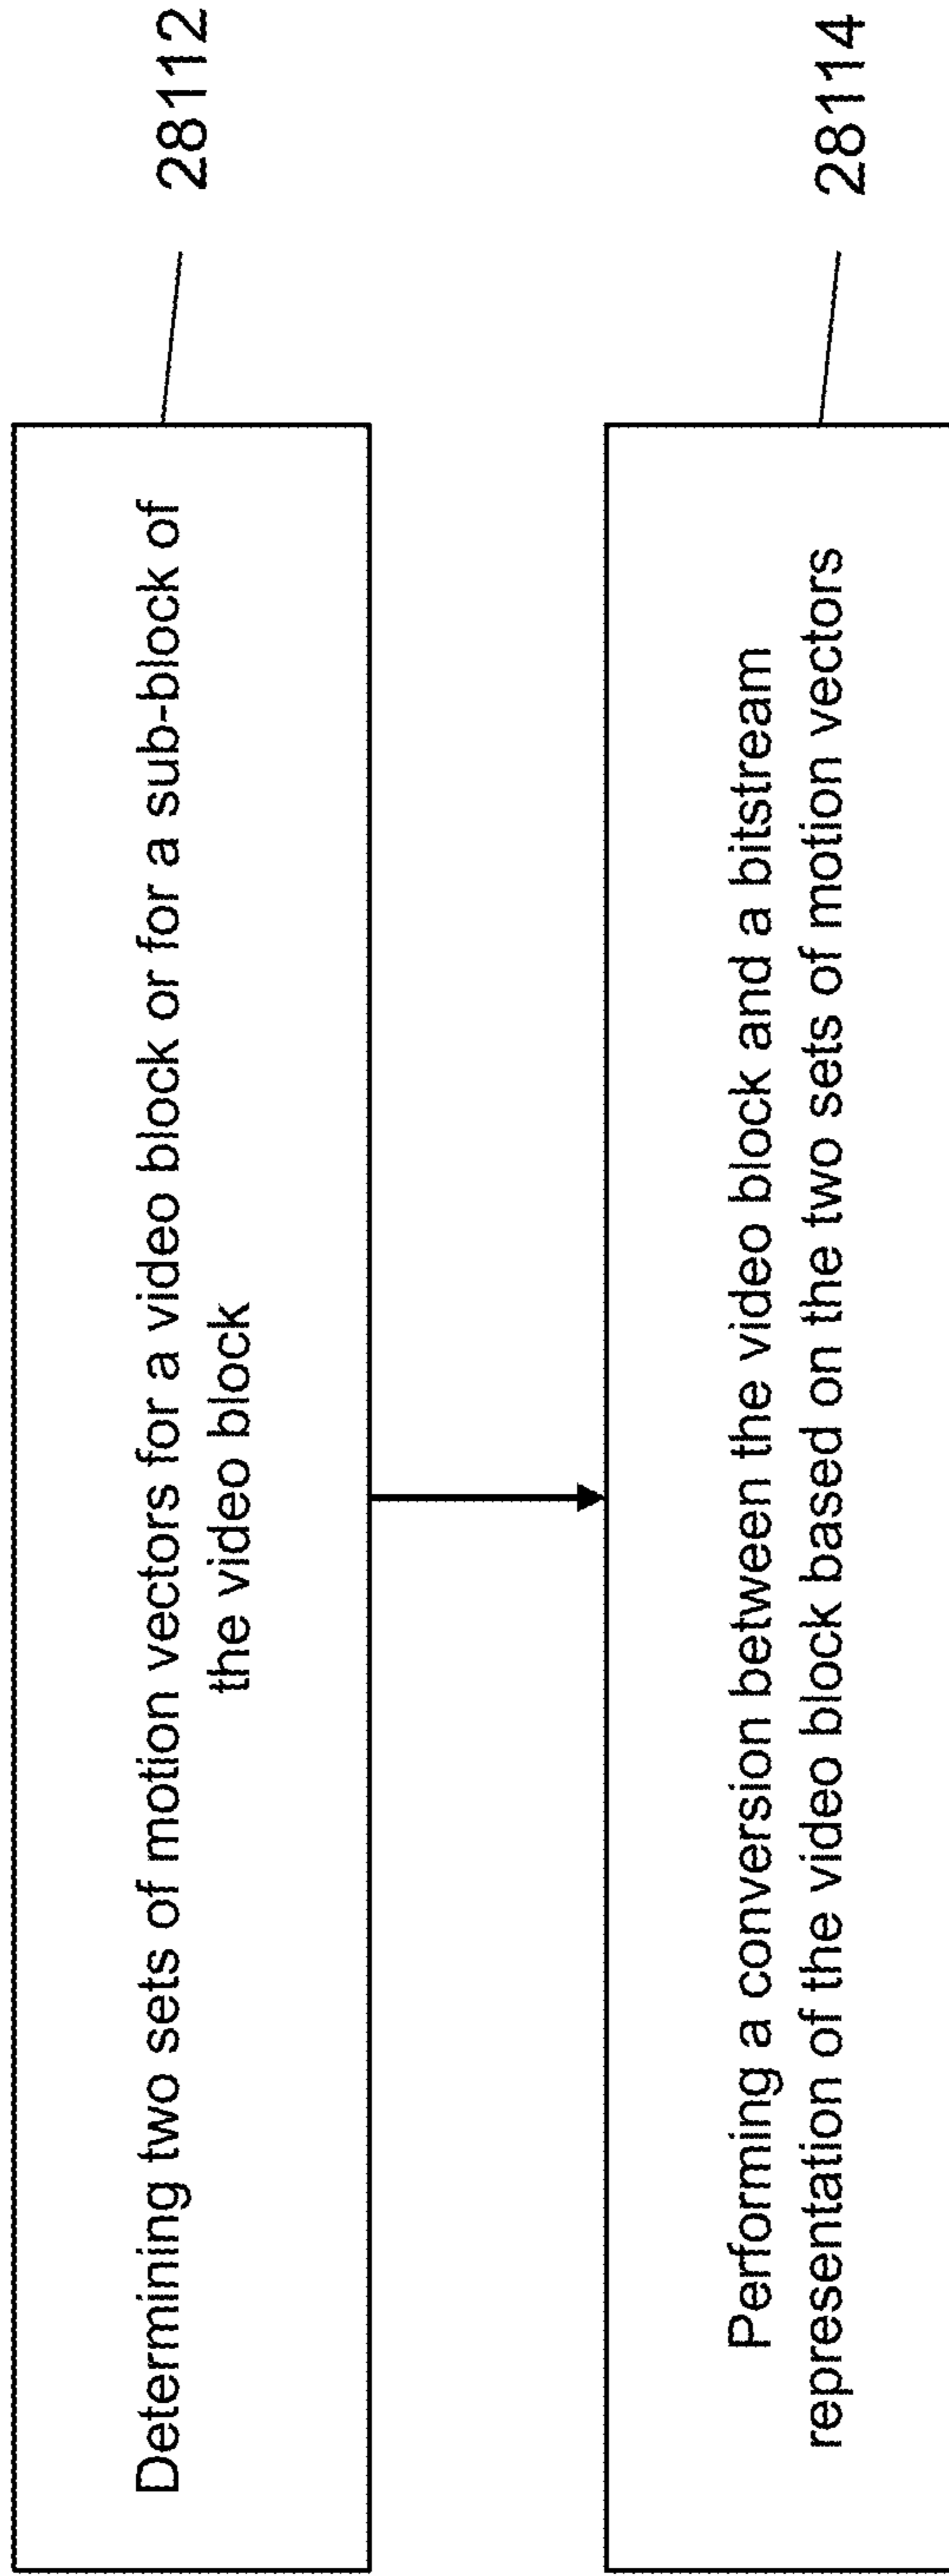 Determining two sets of motion vectors for a video block or for a sub-block of
the video block
28112
Performing a conversion between the video block and a bitstream
representation of the video block based on the two sets of motion vectors
28114